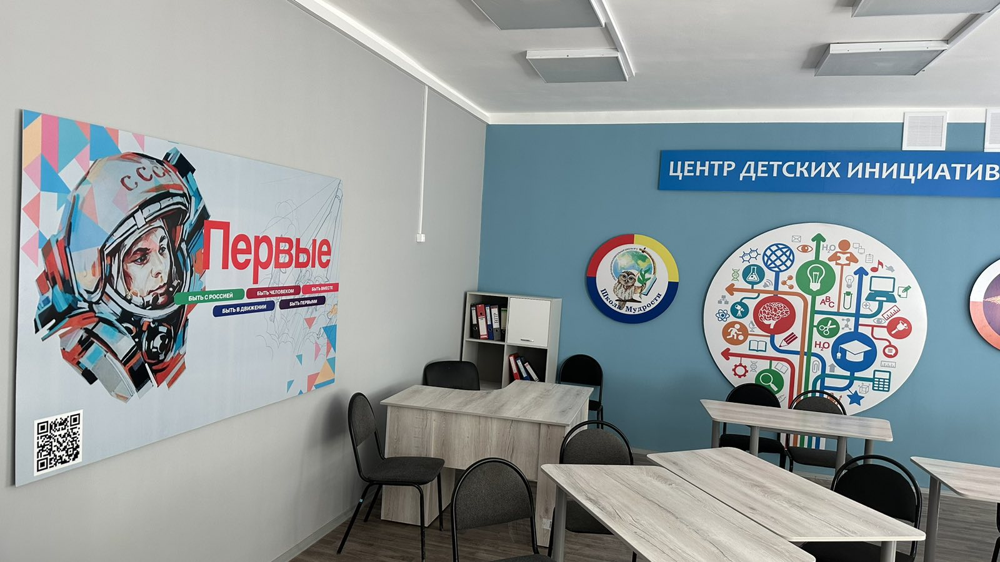 СССР
Первые
БЫТЬ С РОССИЕЙ
БЫТЬ ЧЕЛОВЕКОМ
БЫТЬ ВМЕСТЕ
БЫТЬ В ДВИЖЕНИИ
БЫТЬ ПЕРВЫМИ
ЦЕНТР ДЕТСКИХ ИНИЦИАТИВ
Школа Мудрости
H₂O
ABC
H₂O
ВПР